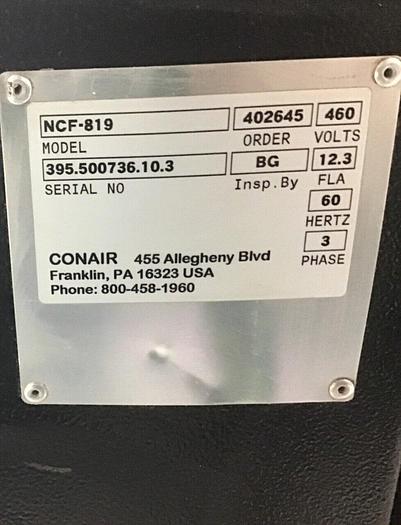 NCF-819 402645 460
MODEL ORDER VOLTS
395.500736.10.3 BG 12.3
SERIAL NO Insp.By FLA
60
HERTZ
3
PHASE
CONAIR 455 Allegheny Blvd
Franklin, PA 16323 USA
Phone: 800-458-1960